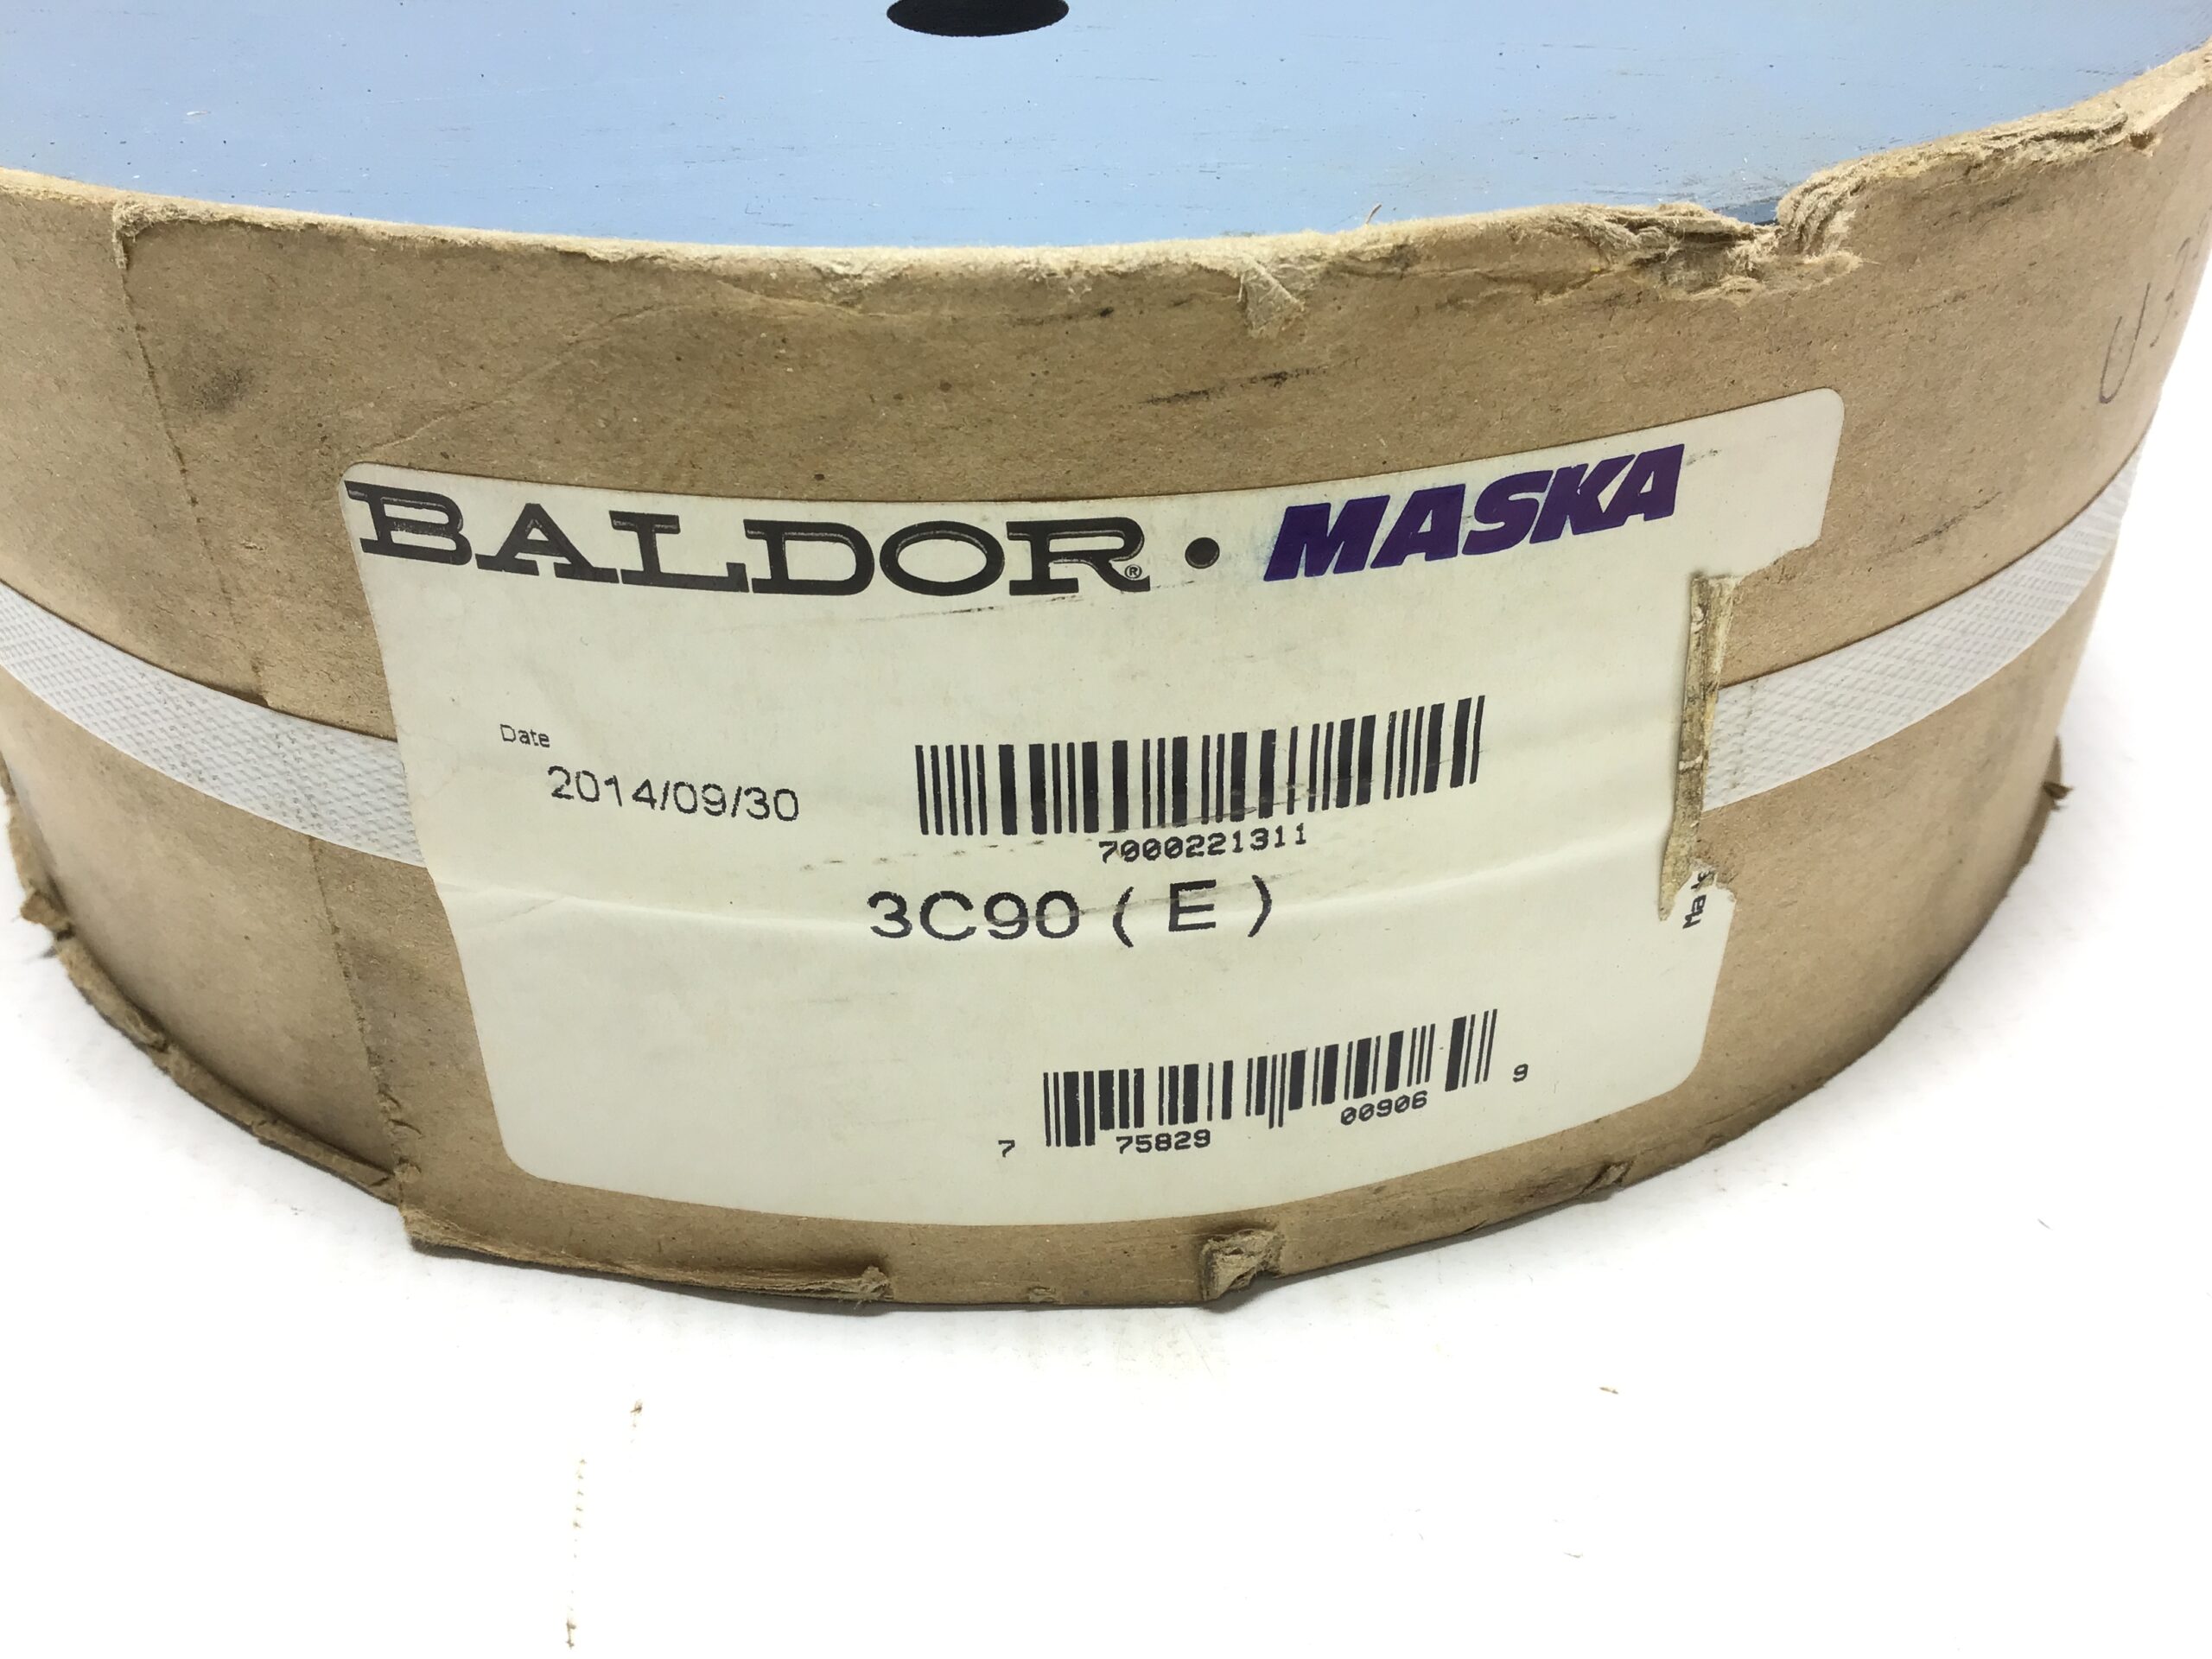 BALDOR® • MASKA
Date
2014/09/30
7000221311
3C90 ( E )
7 75829 00906 9